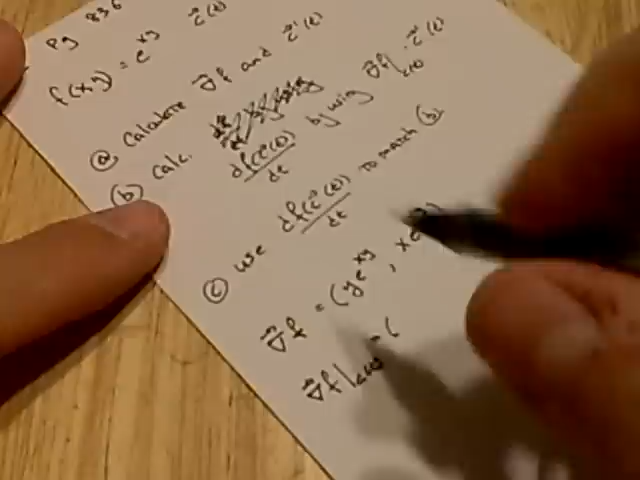 Pg 836
f(x,y) = e^xy c⃗(t)
ⓐ Calculate ∇⃗f and c⃗'(t)
ⓑ Calc. df(c⃗(t))/dt by using ∇⃗f|c(t) · c⃗'(t)
ⓒ use df(c⃗(t))/dt to match ⓑ
∇⃗f = (ye^xy, xe
∇⃗f|c(t) = (